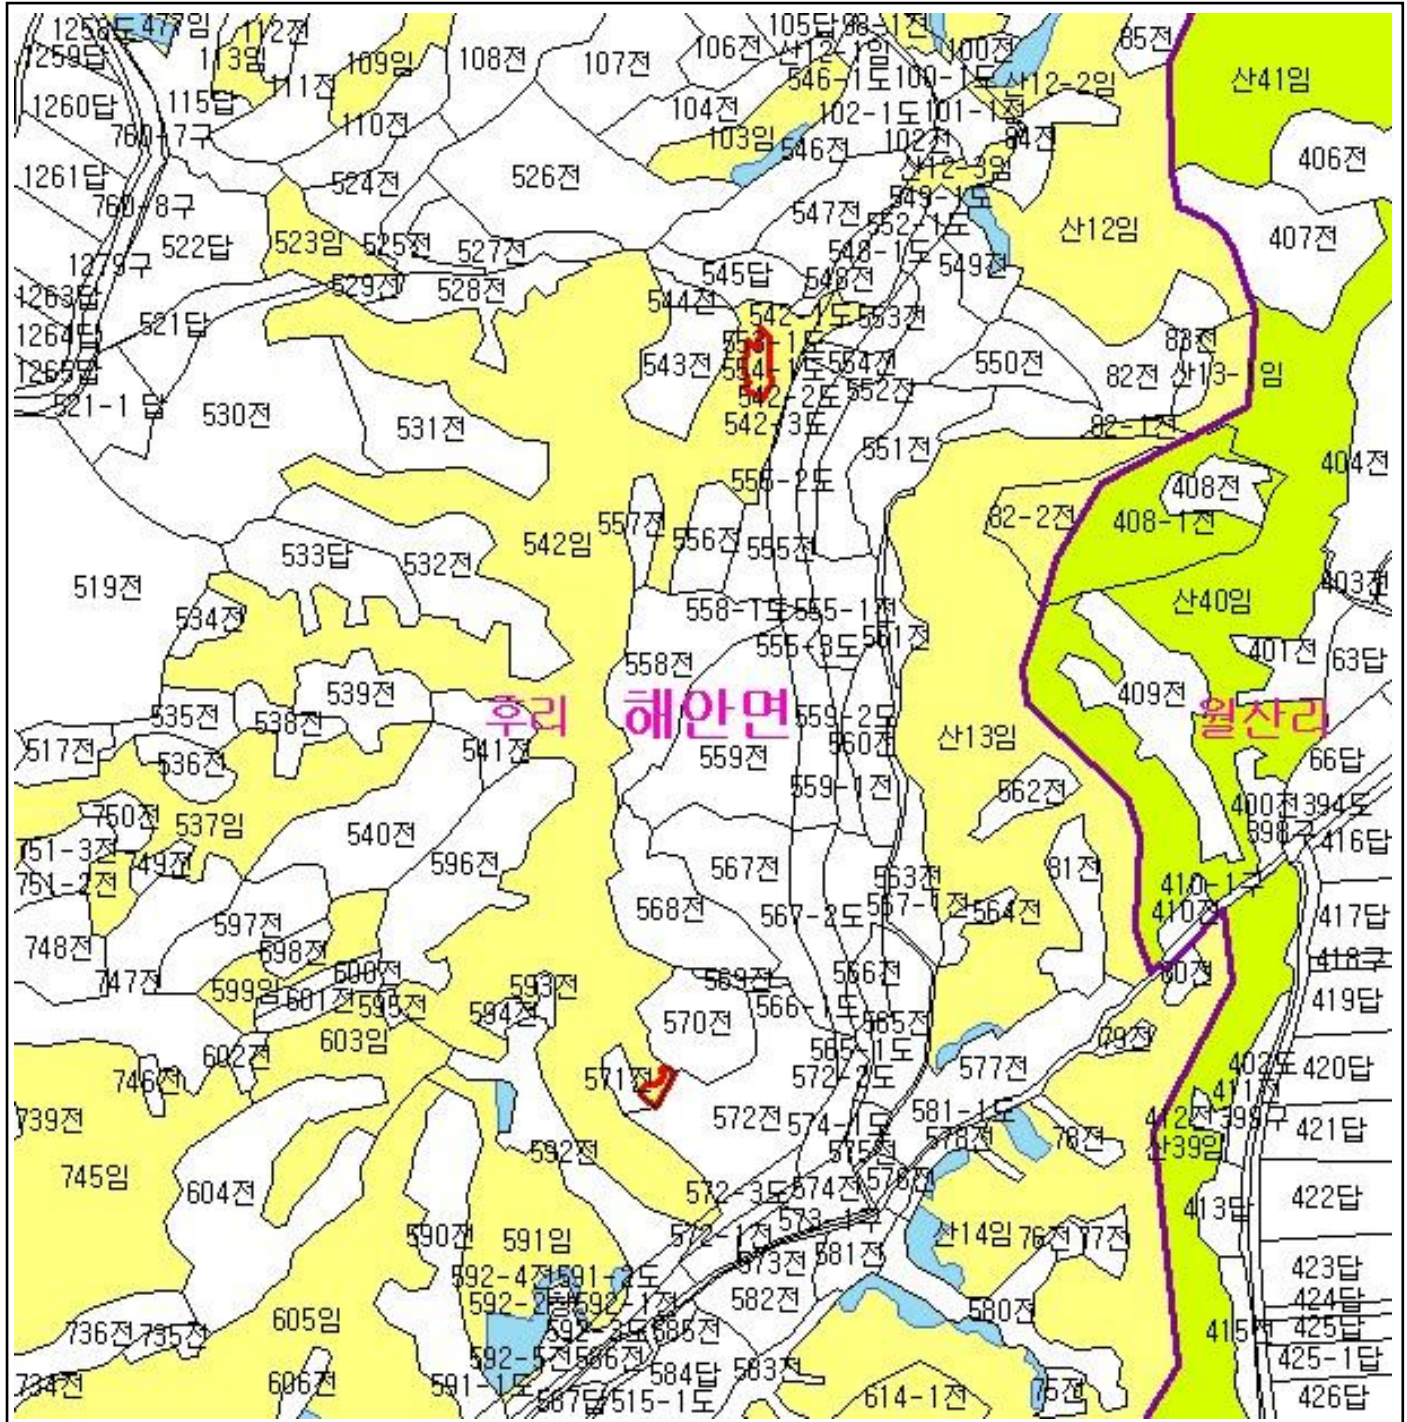 1258도 477임 112전 105답 98-1전
1259답 113임 109임 108전 107전 106전 산12-1임 100전 85전
111전 546-1도 100-1도 산12-2임 산41임
1260답 115답 104전 102-1도 101-1전
760-7구 110전 103임 546전 102전 84전
1261답 524전 526전 산12-3임 406전
760-8구 547전 549-1도
522답 523임 525전 527전 552-1도 산12임 407전
1279구 548-1도 549전
1263답 529전 528전 545답 548전
544전 542-1도 553전
1264답 521답 83전
1265답 543전 554-1도 554전 550전 82전 산13-1임
521-1 답 542-2도 552전
530전 531전 542-3도 82-1전
551전 404전
556-2도 408전
557전 82-2전 408-1전
533답 532전 542임 556전 555전
519전 403전
534전 558-1도 555-1전 산40임
555-3도 561전
558전 401전 63답
539전 409전
535전 538전 후리 해안면 559-2도 월산리
517전 541전 560전 산13임
536전 559전 66답
562전
750전 559-1전 400전 394도
537임 540전 398구 416답
751-3전
749전 596전 567전 81전
751-2전 563전 410-1구
568전 567-2도 557-1전 564전 410전 417답
597전
748전 598전 418구
747전 600전 569전 566전 80전
599임 601전 595전 593전 566-1도 419답
594전 570전 565전
602전 603임 565-1도 79전
746전 571전 572-2도 577전 402도 420답
411전
739전 572전 574-1도 581-1도 412전 399구 421답
592전 575전 578전 78전 산39임
745임 604전 572-3도 574전 576전 422답
573-1구 413답
590전 591임 572-1전 산14임 76전 77전
573전 581전 423답
592-4전 591-2도
592-1전 582전 580전 424답
605임 592-3도 585전
736전 735전 415전 425답
592-5전 586전 584답 583전 425-1답
734전 606전 591-1도 614-1전 75전
587답 515-1도 426답